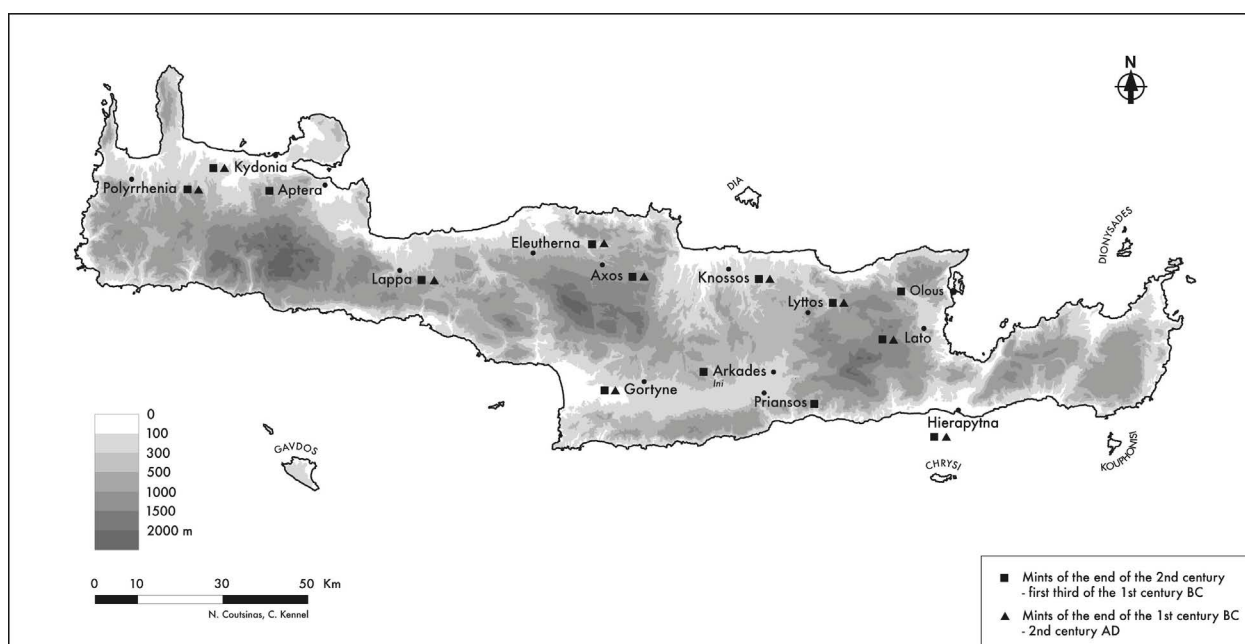 N
DIA
DIONYSADES
Kydonia
Polyrrhenia
Aptera
Eleutherna
Axos
Lappa
Knossos
Lyttos
Olous
Lato
Arkades
Ini
Gortyne
Priansos
Hierapytna
CHRYSI
KOUPHONISI
GAVDOS
0
100
300
500
1000
1500
2000 m
0 10 30 50 Km
N. Coutsinas, C. Kennel
■ Mints of the end of the 2nd century
- first third of the 1st century BC
▲ Mints of the end of the 1st century BC
- 2nd century AD